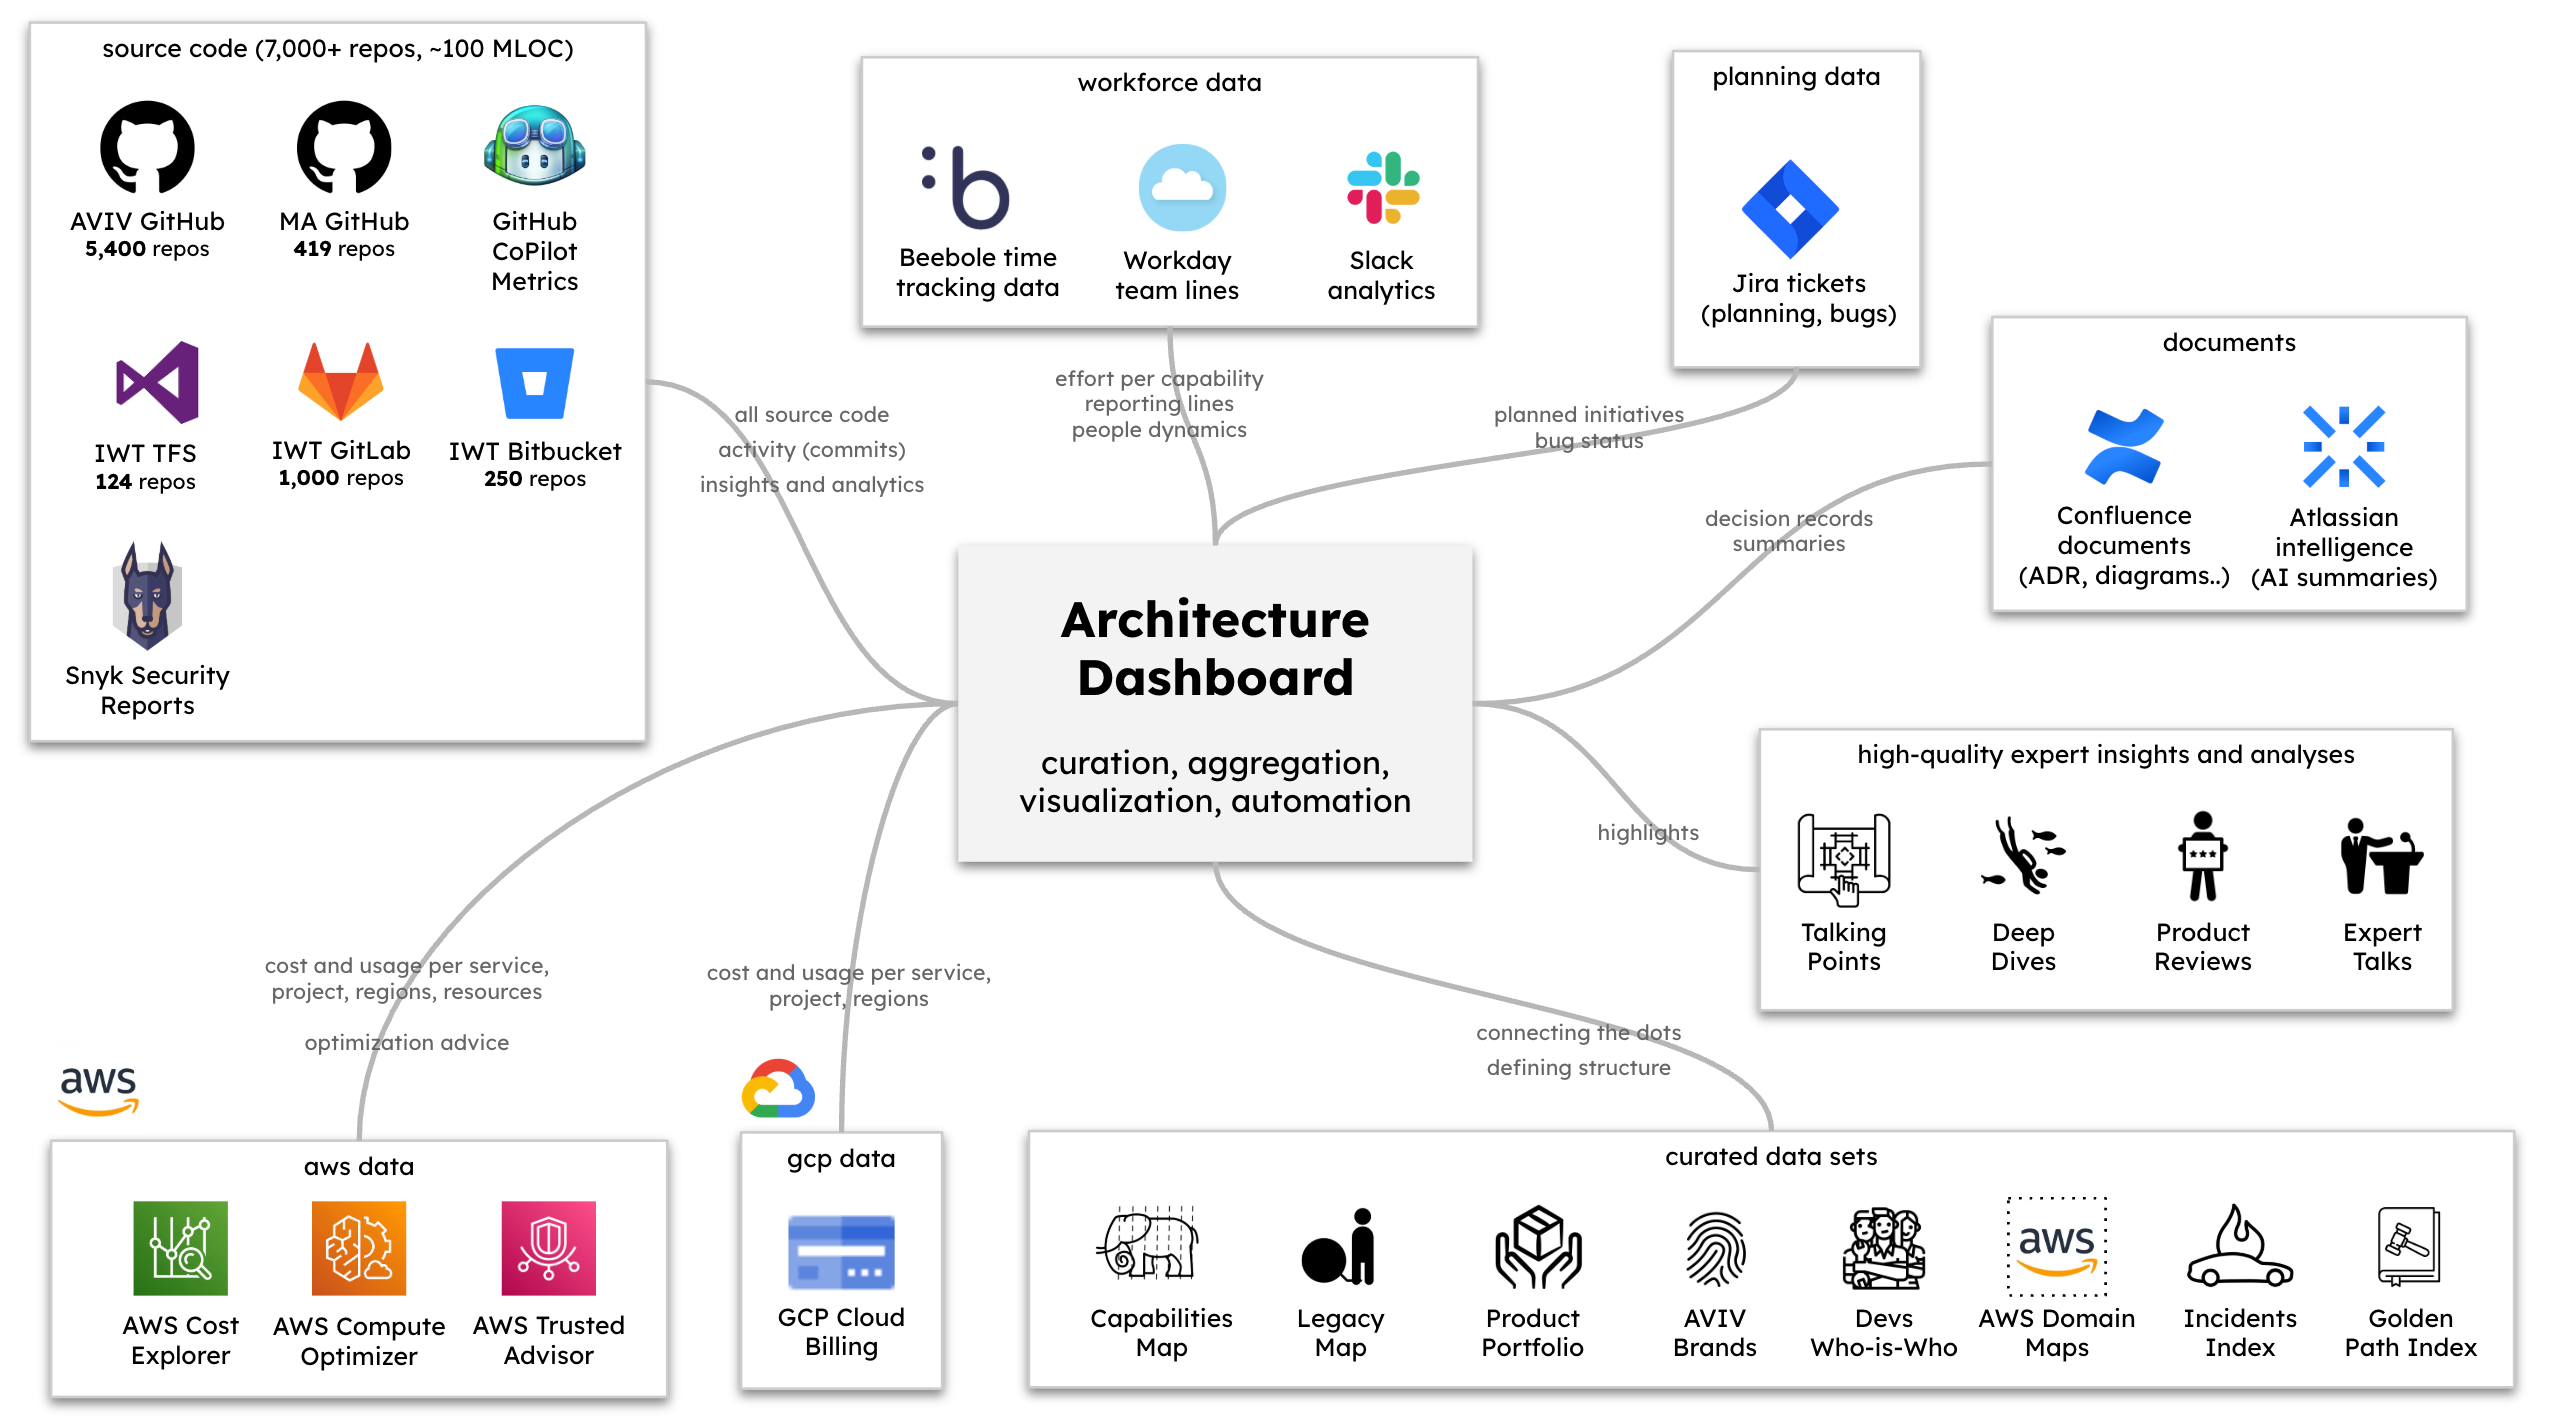 source code (7,000+ repos, ~100 MLOC)
AVIV GitHub
5,400 repos
MA GitHub
419 repos
GitHub
CoPilot
Metrics
IWT TFS
124 repos
IWT GitLab
1,000 repos
IWT Bitbucket
250 repos
Snyk Security
Reports
workforce data
:b
Beebole time
tracking data
Workday
team lines
Slack
analytics
planning data
Jira tickets
(planning, bugs)
documents
Confluence
documents
(ADR, diagrams..)
Atlassian
intelligence
(AI summaries)
all source code
activity (commits)
insights and analytics
effort per capability
reporting lines
people dynamics
planned initiatives
bug status
decision records
summaries
Architecture
Dashboard
curation, aggregation,
visualization, automation
highlights
high-quality expert insights and analyses
Talking
Points
Deep
Dives
Product
Reviews
Expert
Talks
cost and usage per service,
project, regions, resources
optimization advice
cost and usage per service,
project, regions
connecting the dots
defining structure
aws
aws data
AWS Cost
Explorer
AWS Compute
Optimizer
AWS Trusted
Advisor
gcp data
GCP Cloud
Billing
curated data sets
Capabilities
Map
Legacy
Map
Product
Portfolio
AVIV
Brands
Devs
Who-is-Who
aws
AWS Domain
Maps
Incidents
Index
Golden
Path Index